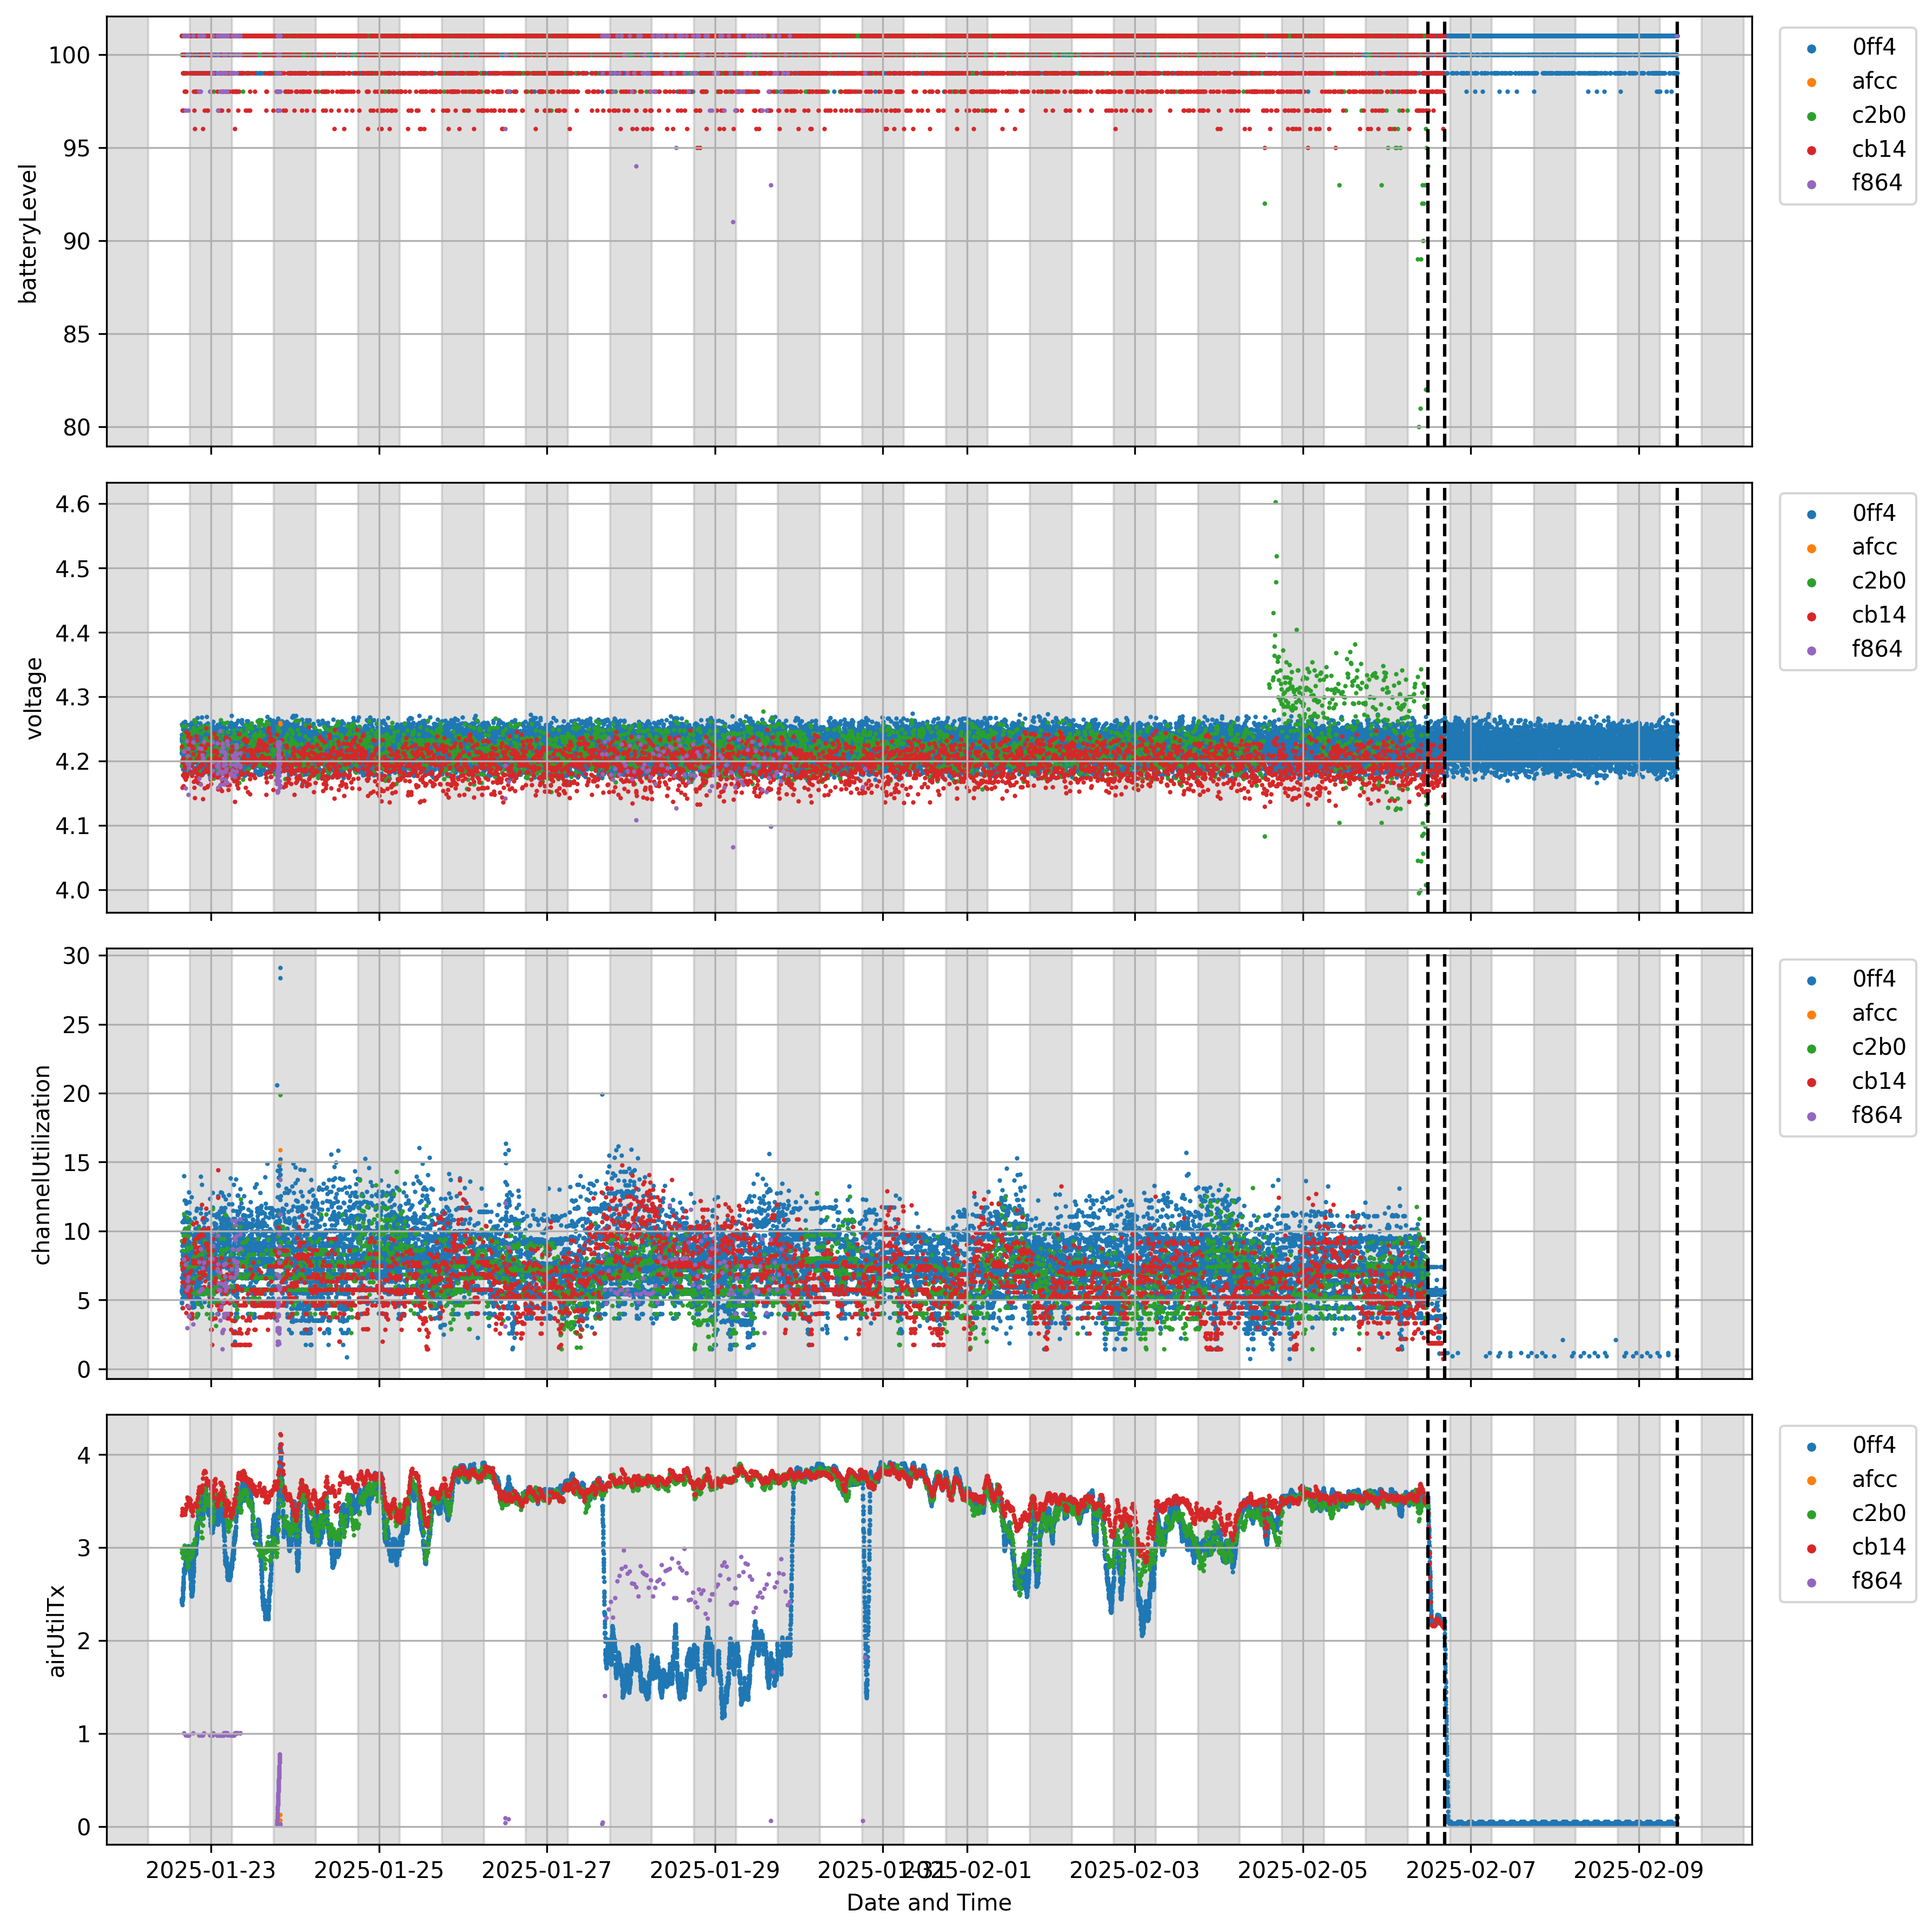 batteryLevel
100
95
90
85
80
0ff4
afcc
c2b0
cb14
f864
voltage
4.6
4.5
4.4
4.3
4.2
4.1
4.0
0ff4
afcc
c2b0
cb14
f864
channelUtilization
30
25
20
15
10
5
0
0ff4
afcc
c2b0
cb14
f864
airUtilTx
4
3
2
1
0
0ff4
afcc
c2b0
cb14
f864
2025-01-23 2025-01-25 2025-01-27 2025-01-29 2025-01-31 2025-02-01 2025-02-03 2025-02-05 2025-02-07 2025-02-09
Date and Time